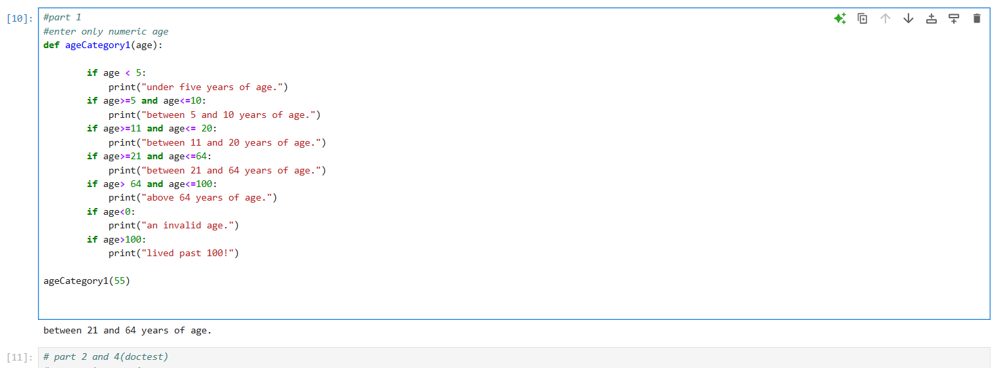 [10]:
#part 1
#enter only numeric age
def ageCategory1(age):
if age < 5:
print("under five years of age.")
if age>=5 and age<=10:
print("between 5 and 10 years of age.")
if age>=11 and age<= 20:
print("between 11 and 20 years of age.")
if age>=21 and age<=64:
print("between 21 and 64 years of age.")
if age> 64 and age<=100:
print("above 64 years of age.")
if age<0:
print("an invalid age.")
if age>100:
print("lived past 100!")
ageCategory1(55)
between 21 and 64 years of age.
[11]:
# part 2 and 4(doctest)